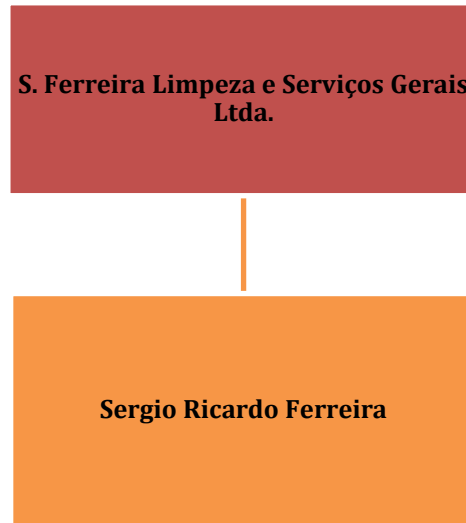 S. Ferreira Limpeza e Serviços Gerais
Ltda.
Sergio Ricardo Ferreira